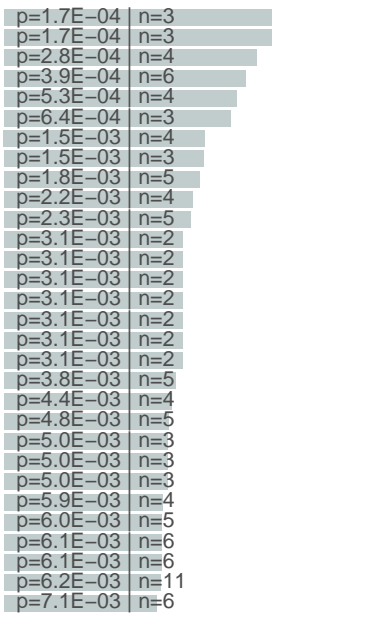 p=1.7E−04 | n=3
p=1.7E−04 | n=3
p=2.8E−04 | n=4
p=3.9E−04 | n=6
p=5.3E−04 | n=4
p=6.4E−04 | n=3
p=1.5E−03 | n=4
p=1.5E−03 | n=3
p=1.8E−03 | n=5
p=2.2E−03 | n=4
p=2.3E−03 | n=5
p=3.1E−03 | n=2
p=3.1E−03 | n=2
p=3.1E−03 | n=2
p=3.1E−03 | n=2
p=3.1E−03 | n=2
p=3.1E−03 | n=2
p=3.1E−03 | n=2
p=3.8E−03 | n=5
p=4.4E−03 | n=4
p=4.8E−03 | n=5
p=5.0E−03 | n=3
p=5.0E−03 | n=3
p=5.0E−03 | n=3
p=5.9E−03 | n=4
p=6.0E−03 | n=5
p=6.1E−03 | n=6
p=6.1E−03 | n=6
p=6.2E−03 | n=11
p=7.1E−03 | n=6